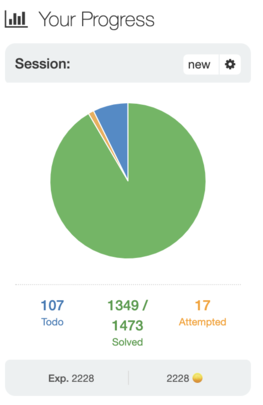 Your Progress
Session:
new
107
Todo
1349 /
1473
Solved
17
Attempted
Exp. 2228
2228